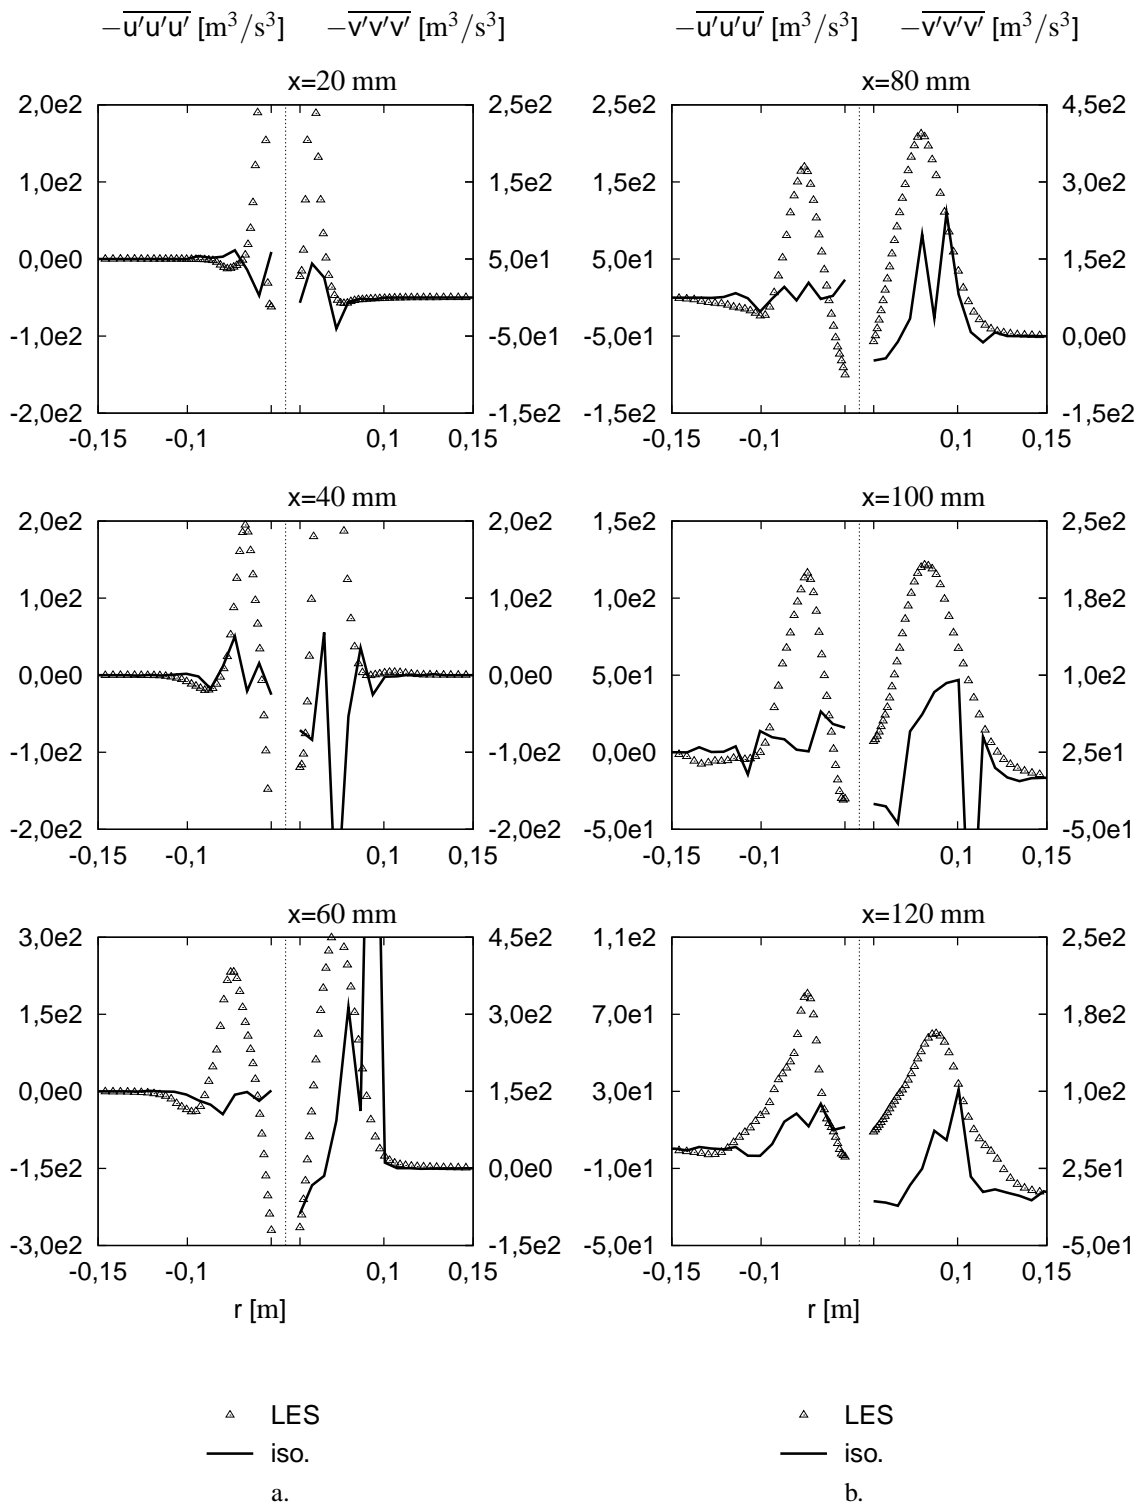 −u′u′u′ [m³/s³] −v′v′v′ [m³/s³] −u′u′u′ [m³/s³] −v′v′v′ [m³/s³]
x=20 mm
2,0e2
1,0e2
0,0e0
-1,0e2
-2,0e2
2,5e2
1,5e2
5,0e1
-5,0e1
-1,5e2
-0,15 -0,1 0,1 0,15
x=80 mm
2,5e2
1,5e2
5,0e1
-5,0e1
-1,5e2
4,5e2
3,0e2
1,5e2
0,0e0
-1,5e2
-0,15 -0,1 0,1 0,15
x=40 mm
2,0e2
1,0e2
0,0e0
-1,0e2
-2,0e2
2,0e2
1,0e2
0,0e0
-1,0e2
-2,0e2
-0,15 -0,1 0,1 0,15
x=100 mm
1,5e2
1,0e2
5,0e1
0,0e0
-5,0e1
2,5e2
1,8e2
1,0e2
2,5e1
-5,0e1
-0,15 -0,1 0,1 0,15
x=60 mm
3,0e2
1,5e2
0,0e0
-1,5e2
-3,0e2
4,5e2
3,0e2
1,5e2
0,0e0
-1,5e2
-0,15 -0,1 0,1 0,15
r [m]
x=120 mm
1,1e2
7,0e1
3,0e1
-1,0e1
-5,0e1
2,5e2
1,8e2
1,0e2
2,5e1
-5,0e1
-0,15 -0,1 0,1 0,15
r [m]
LES
iso.
a.
LES
iso.
b.